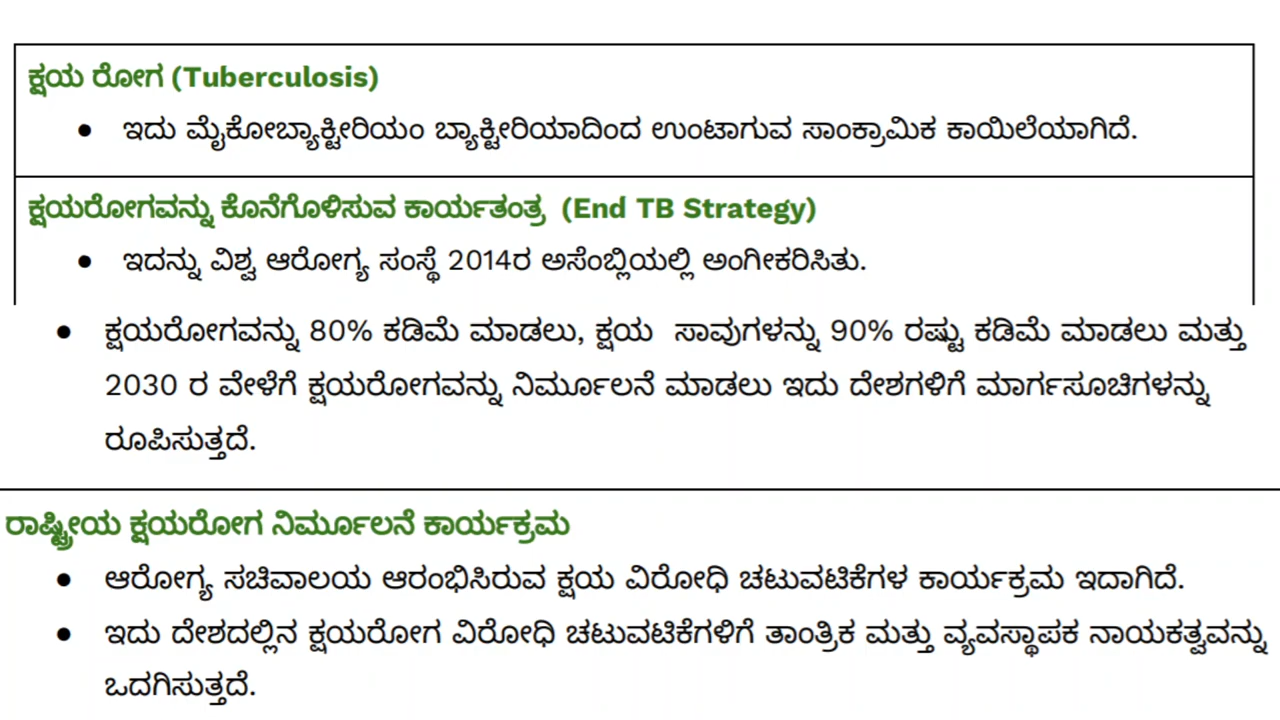 ಕ್ಷಯ ರೋಗ (Tuberculosis)
● ಇದು ಮೈಕೋಬ್ಯಾಕ್ಟೀರಿಯಂ ಬ್ಯಾಕ್ಟೀರಿಯಾದಿಂದ ಉಂಟಾಗುವ ಸಾಂಕ್ರಾಮಿಕ ಕಾಯಿಲೆಯಾಗಿದೆ.
ಕ್ಷಯರೋಗವನ್ನು ಕೊನೆಗೊಳಿಸುವ ಕಾರ್ಯತಂತ್ರ (End TB Strategy)
● ಇದನ್ನು ವಿಶ್ವ ಆರೋಗ್ಯ ಸಂಸ್ಥೆ 2014ರ ಅಸೆಂಬ್ಲಿಯಲ್ಲಿ ಅಂಗೀಕರಿಸಿತು.
● ಕ್ಷಯರೋಗವನ್ನು 80% ಕಡಿಮೆ ಮಾಡಲು, ಕ್ಷಯ ಸಾವುಗಳನ್ನು 90% ರಷ್ಟು ಕಡಿಮೆ ಮಾಡಲು ಮತ್ತು
2030 ರ ವೇಳೆಗೆ ಕ್ಷಯರೋಗವನ್ನು ನಿರ್ಮೂಲನೆ ಮಾಡಲು ಇದು ದೇಶಗಳಿಗೆ ಮಾರ್ಗಸೂಚಿಗಳನ್ನು
ರೂಪಿಸುತ್ತದೆ.
ರಾಷ್ಟ್ರೀಯ ಕ್ಷಯರೋಗ ನಿರ್ಮೂಲನೆ ಕಾರ್ಯಕ್ರಮ
● ಆರೋಗ್ಯ ಸಚಿವಾಲಯ ಆರಂಭಿಸಿರುವ ಕ್ಷಯ ವಿರೋಧಿ ಚಟುವಟಿಕೆಗಳ ಕಾರ್ಯಕ್ರಮ ಇದಾಗಿದೆ.
● ಇದು ದೇಶದಲ್ಲಿನ ಕ್ಷಯರೋಗ ವಿರೋಧಿ ಚಟುವಟಿಕೆಗಳಿಗೆ ತಾಂತ್ರಿಕ ಮತ್ತು ವ್ಯವಸ್ಥಾಪಕ ನಾಯಕತ್ವವನ್ನು
ಒದಗಿಸುತ್ತದೆ.